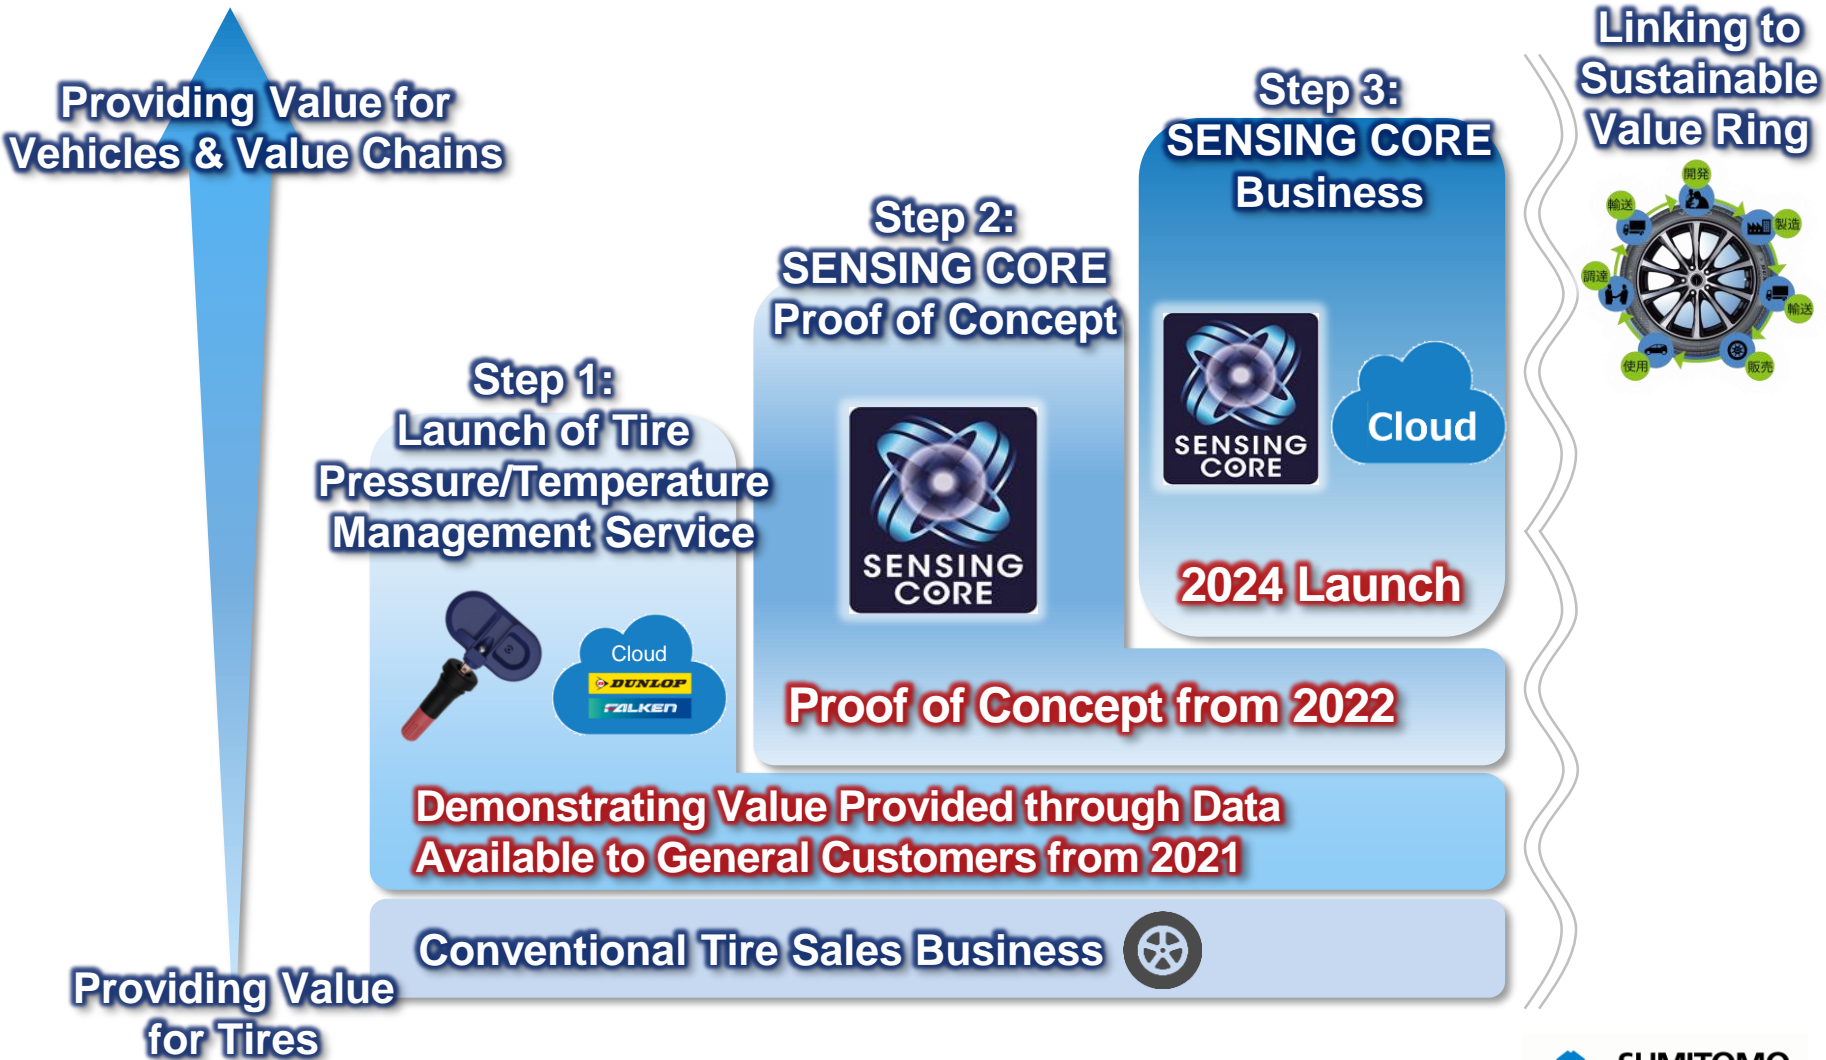 Providing Value for
Vehicles & Value Chains
Providing Value
for Tires
Step 1:
Launch of Tire
Pressure/Temperature
Management Service
Cloud
DUNLOP
FALKEN
Step 2:
SENSING CORE
Proof of Concept
SENSING
CORE
Step 3:
SENSING CORE
Business
SENSING
CORE
Cloud
2024 Launch
Proof of Concept from 2022
Demonstrating Value Provided through Data
Available to General Customers from 2021
Conventional Tire Sales Business
Linking to
Sustainable
Value Ring
開発
製造
輸送
販売
使用
調達
輸送
SUMITOMO